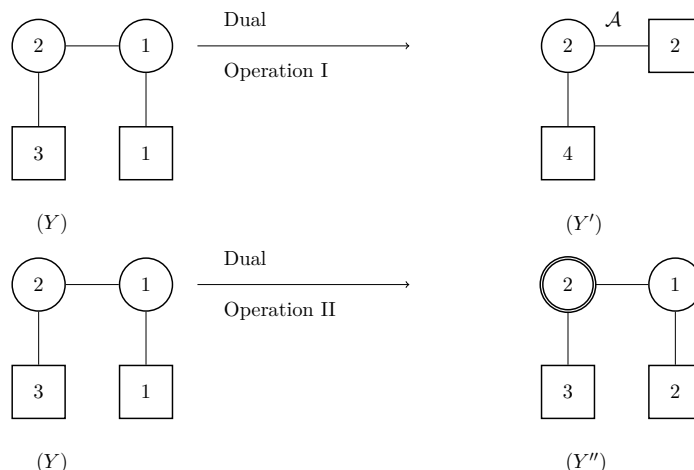 2 1 Dual 𝒜 2 2
Operation I
3 1 4
(Y) (Y′)
2 1 Dual 2 1
Operation II
3 1 3 2
(Y) (Y′′)